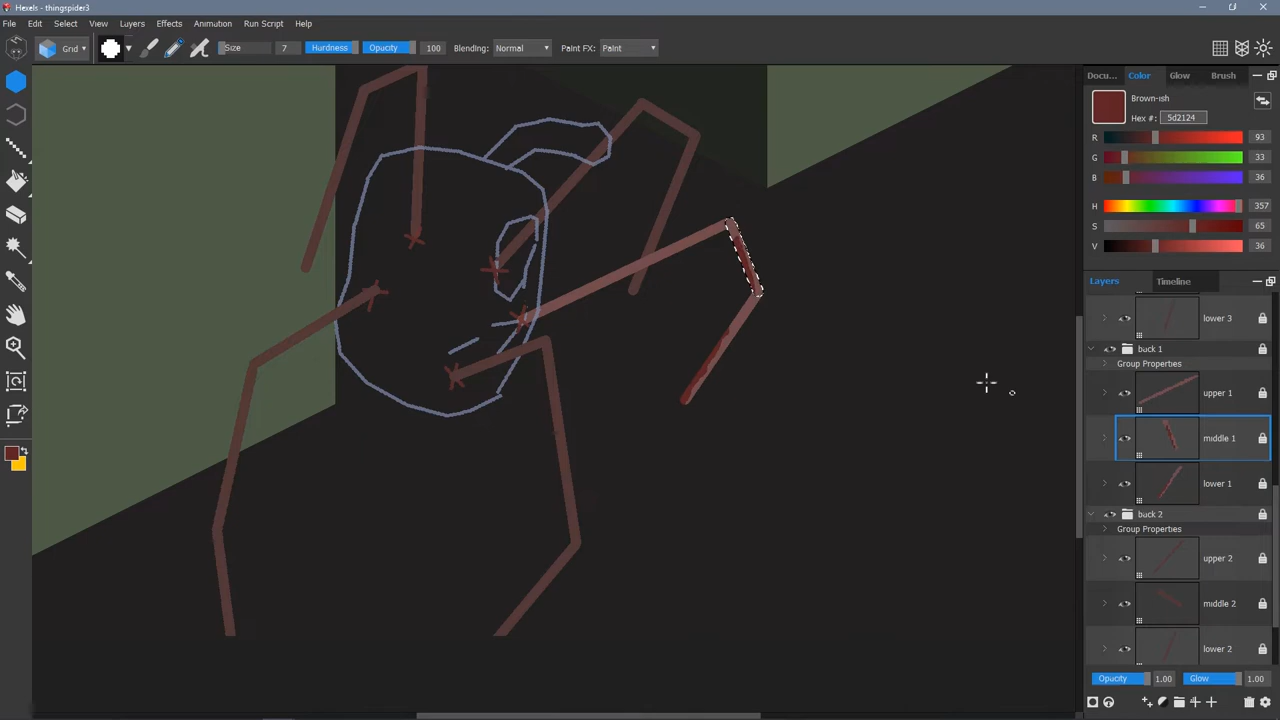 Hexels - thingspider3
File Edit Select View Layers Effects Animation Run Script Help
Grid Size 7 Hardness Opacity 100 Blending: Normal Paint FX: Paint
Docu... Color Glow Brush
Brown-ish
Hex #: 5d2124
R 93
G 33
B 36
H 357
S 65
V 36
Layers Timeline
lower 3
buck 1
Group Properties
upper 1
middle 1
lower 1
buck 2
Group Properties
upper 2
middle 2
lower 2
Opacity 1.00 Glow 1.00